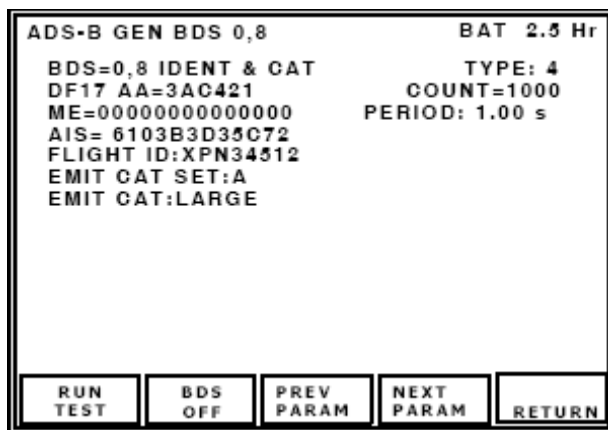 ADS-B GEN BDS 0,8 BAT 2.5 Hr
BDS=0,8 IDENT & CAT TYPE: 4
DF17 AA=3AC421 COUNT=1000
ME=00000000000000 PERIOD: 1.00 s
AIS= 6103B3D35C72
FLIGHT ID:XPN34512
EMIT CAT SET:A
EMIT CAT:LARGE
RUN TEST
BDS OFF
PREV PARAM
NEXT PARAM
RETURN